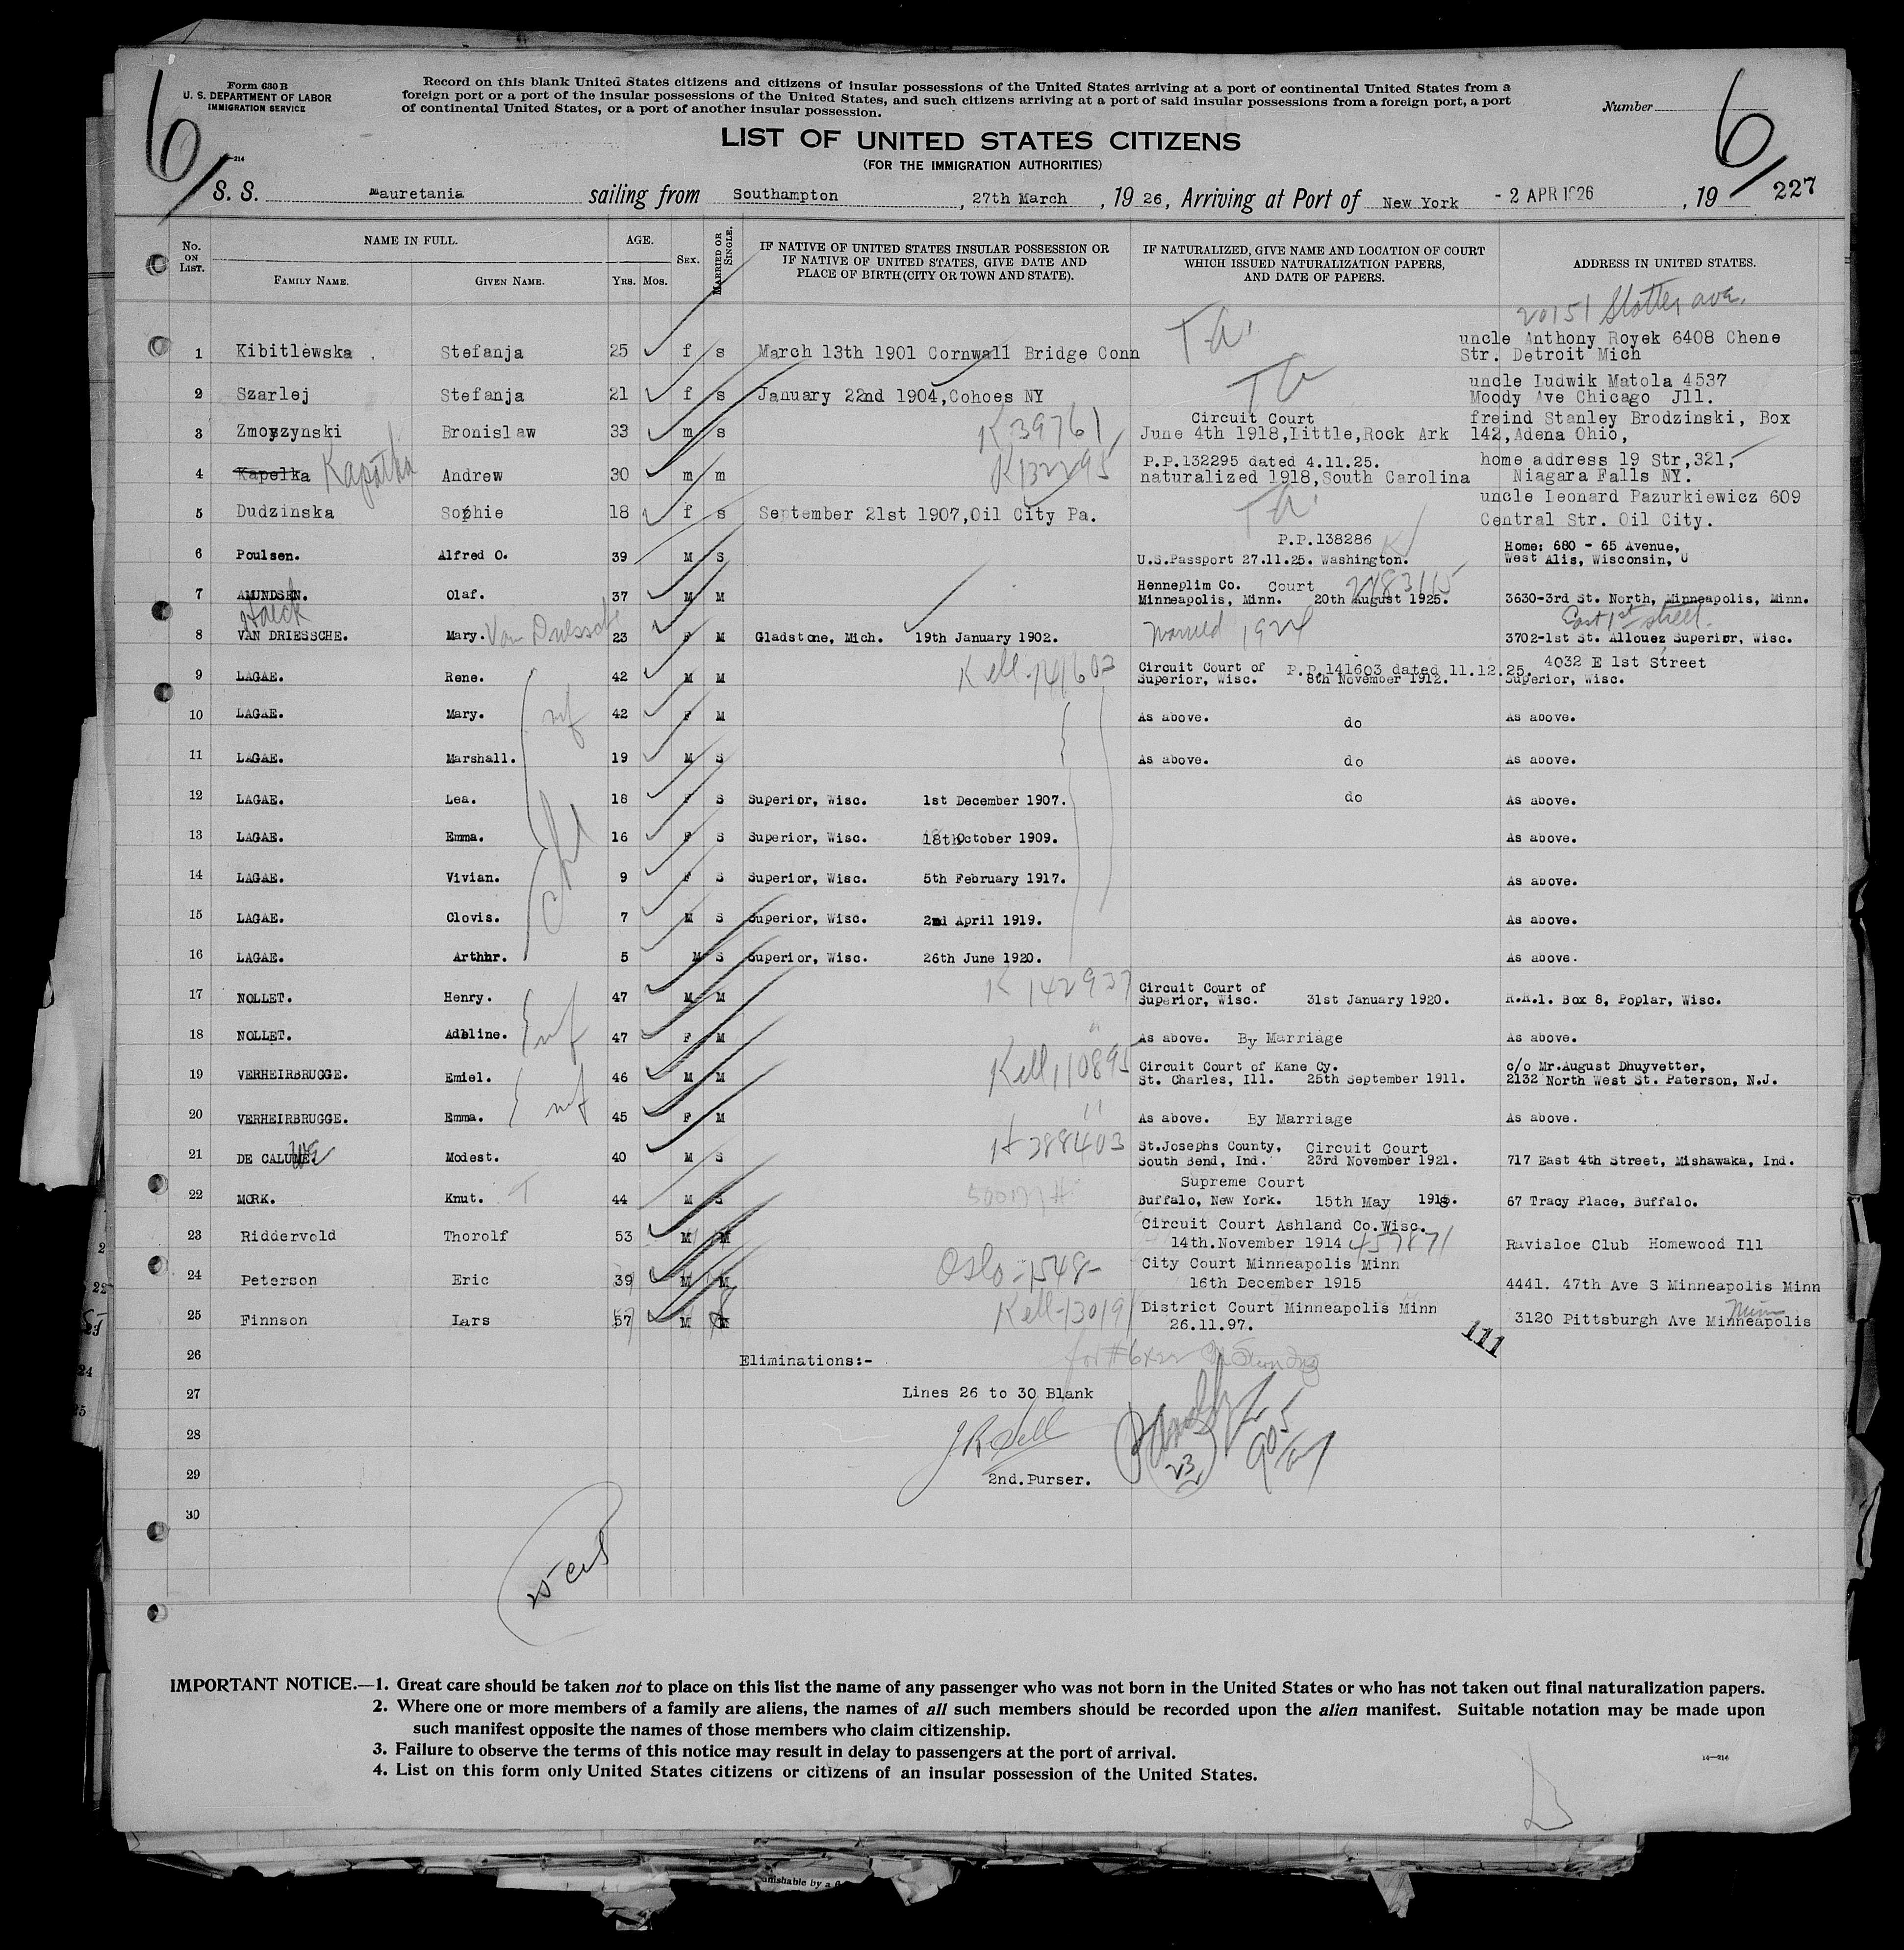 6/
6/
Form 630 B
U. S. DEPARTMENT OF LABOR
IMMIGRATION SERVICE
Record on this blank United States citizens and citizens of insular possessions of the United States arriving at a port of continental United States from a
foreign port or a port of the insular possessions of the United States, and such citizens arriving at a port of said insular possessions from a foreign port, a port
of continental United States, or a port of another insular possession.
Number
LIST OF UNITED STATES CITIZENS
(FOR THE IMMIGRATION AUTHORITIES)
S. S. Mauretania sailing from Southampton, 27th March, 19 26, Arriving at Port of New York - 2 APR 1926, 19 227
No. ON LIST. NAME IN FULL. FAMILY NAME. GIVEN NAME. AGE. YRS. MOS. SEX. MARRIED OR SINGLE.
IF NATIVE OF UNITED STATES INSULAR POSSESSION OR
IF NATIVE OF UNITED STATES, GIVE DATE AND
PLACE OF BIRTH (CITY OR TOWN AND STATE).
IF NATURALIZED, GIVE NAME AND LOCATION OF COURT
WHICH ISSUED NATURALIZATION PAPERS,
AND DATE OF PAPERS.
ADDRESS IN UNITED STATES.
20151 ave.
uncle Anthony Royek 6408 Chene
1 Kibitlewska Stefanja 25 f s March 13th 1901 Cornwall Bridge Conn Str. Detroit Mich
uncle Ludwik Matola 4537
2 Szarlej Stefanja 21 f s January 22nd 1904, Cohoes NY Moody Ave Chicago Jll.
Circuit Court freind Stanley Brodzinski, Box
3 Zmoyszynski Bronislaw 33 m s K 39761 June 4th 1918, Little, Rock Ark 142, Adena Ohio,
P.P.132295 dated 4.11.25. home address 19 Str, 321,
4 Kapelka Andrew 30 m m K132295 naturalized 1918, South Carolina Niagara Falls NY.
uncle Leonard Pazurkiewicz 609
5 Dudzinska Sophie 18 f s September 21st 1907, Oil City Pa. Central Str. Oil City.
P.P.138286 Home: 680 - 65 Avenue,
6 Poulsen. Alfred O. 39 M S U.S.Passport 27.11.25. Washington. West Alis, Wisconsin, U
Henneplim Co. Court
7 AMUNDSEN. Olaf. 37 M M Minneapolis, Minn. 20th August 1925. 3630-3rd St. North, Minneapolis, Minn.
Haeck East 1st street.
8 VAN DRIESSCHE. Mary. Van Driessche 23 F M Gladstone, Mich. 19th January 1902. married 1924 3702-1st St. Allouez Superior, Wisc.
Circuit Court of P.P.141603 dated 11.12.25. 4032 E 1st Street
9 LAGAE. Rene. 42 M M Kell-141602 Superior, Wisc. 8th November 1912. Superior, Wisc.
10 LAGAE. Mary. 42 F M As above. do As above.
11 LAGAE. Marshall. 19 M S As above. do As above.
12 LAGAE. Lea. 18 F S Superior, Wisc. 1st December 1907. do As above.
13 LAGAE. Emma. 16 F S Superior, Wisc. 18th October 1909. As above.
14 LAGAE. Vivian. 9 F S Superior, Wisc. 5th February 1917. As above.
15 LAGAE. Clovis. 7 M S Superior, Wisc. 2nd April 1919. As above.
16 LAGAE. Arthhr. 5 M S Superior, Wisc. 26th June 1920. As above.
Circuit Court of
17 NOLLET. Henry. 47 M M K 142937 Superior, Wisc. 31st January 1920. R.R.1. Box 8, Poplar, Wisc.
18 NOLLET. Adeline. 47 F M " As above. By Marriage As above.
Circuit Court of Kane Cy. c/o Mr.August Dhuyvetter,
19 VERHEIRBRUGGE. Emiel. 46 M M Kell, 110895 St. Charles, Ill. 25th September 1911. 2132 North West St. Paterson, N.J.
20 VERHEIRBRUGGE. Emma. 45 F M " As above. By Marriage As above.
St.Josephs County, Circuit Court
21 DE CALUME. Modest. 40 M S H 388403 South Bend, Ind. 23rd November 1921. 717 East 4th Street, Mishawaka, Ind.
Supreme Court
22 MORK. Knut. T 44 M S Buffalo, New York. 15th May 1918. 67 Tracy Place, Buffalo.
Circuit Court Ashland Co.Wisc.
23 Riddervold Thorolf 53 M M 14th.November 1914 457871 Ravisloe Club Homewood Ill
City Court Minneapolis Minn
24 Peterson Eric 39 M M Oslo-1548- 16th December 1915 4441. 47th Ave S Minneapolis Minn
District Court Minneapolis Minn Minn
25 Finnson Lars 57 M M Kell-130191 26.11.97. 3120 Pittsburgh Ave Minneapolis
111
26 Eliminations:-
27 Lines 26 to 30 Blank
28
29 2nd.Purser.
23
30
IMPORTANT NOTICE.—1. Great care should be taken not to place on this list the name of any passenger who was not born in the United States or who has not taken out final naturalization papers.
2. Where one or more members of a family are aliens, the names of all such members should be recorded upon the alien manifest. Suitable notation may be made upon
such manifest opposite the names of those members who claim citizenship.
3. Failure to observe the terms of this notice may result in delay to passengers at the port of arrival.
4. List on this form only United States citizens or citizens of an insular possession of the United States.
14—214